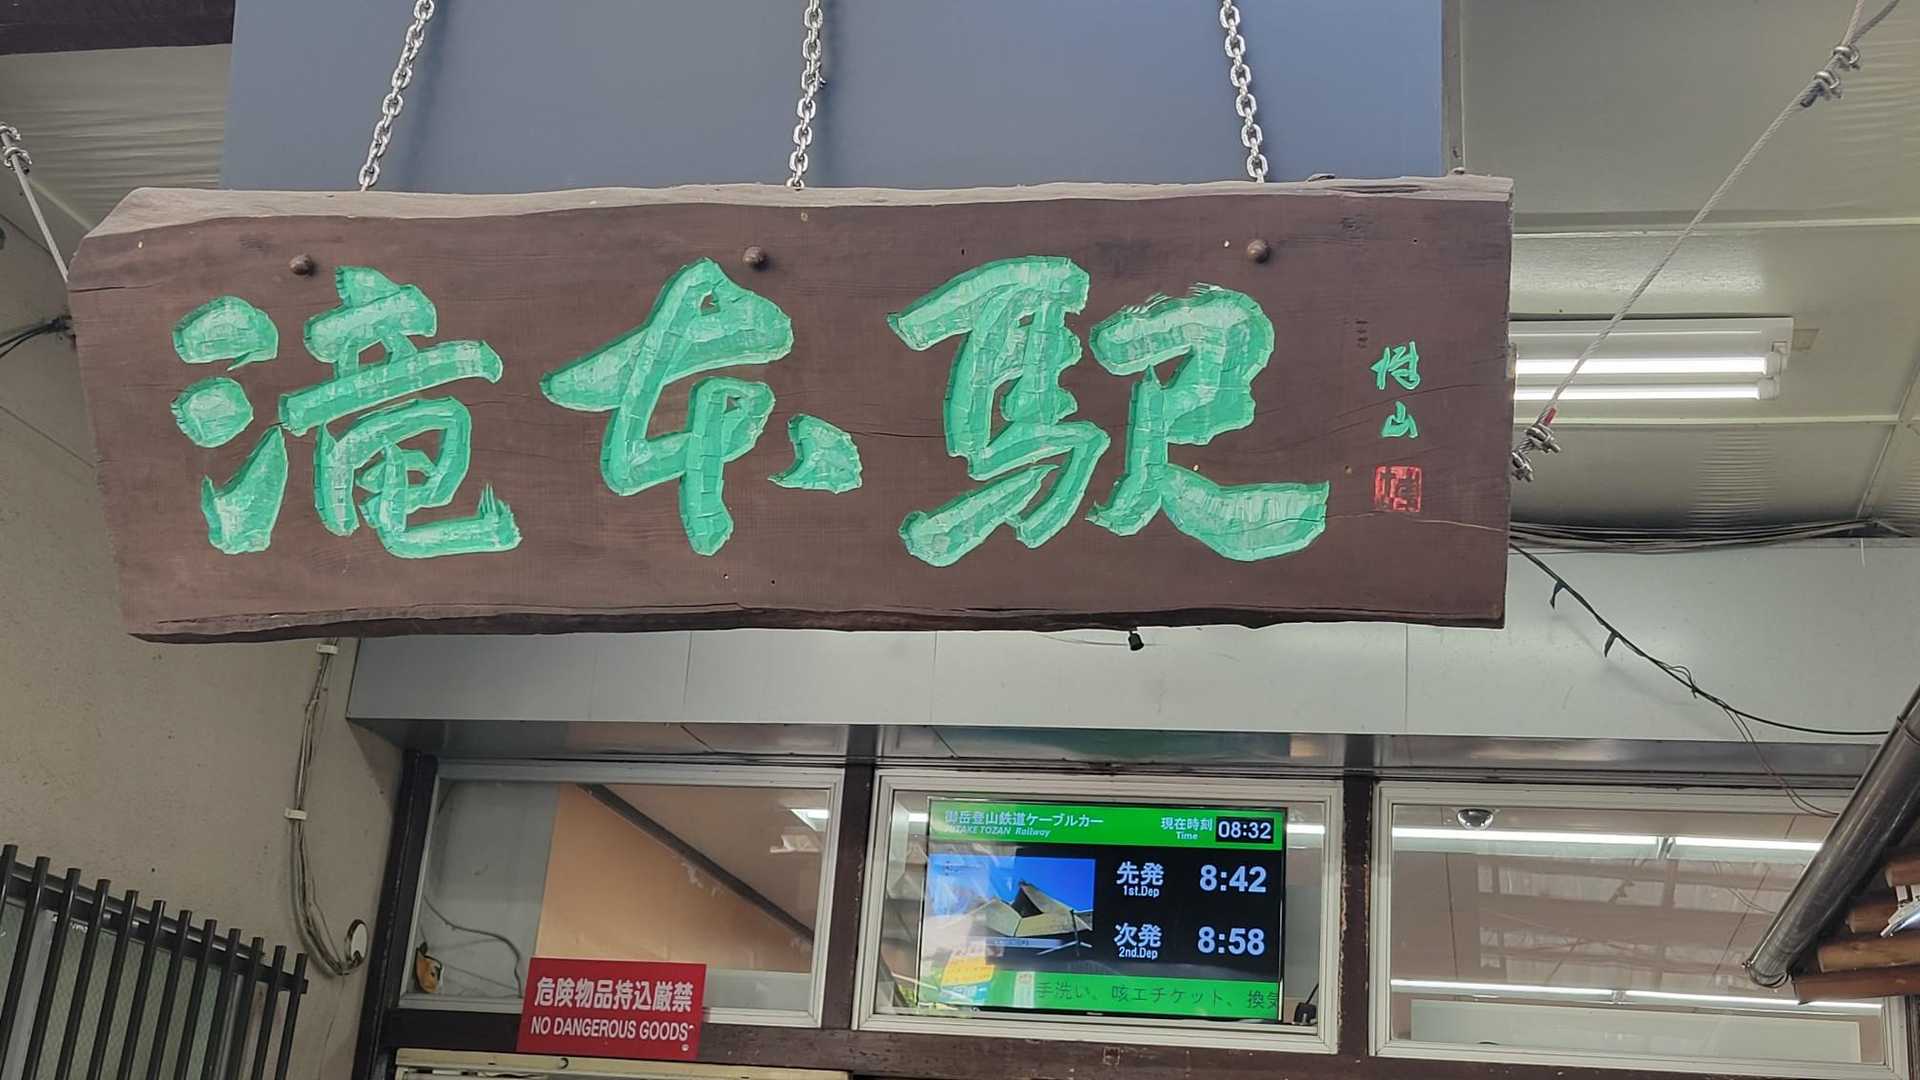 滝本駅
御岳登山鉄道ケーブルカー
MITAKE TOZAN Railway
現在時刻
Time
08:32
先発
1st.Dep
8:42
次発
2nd.Dep
8:58
手洗い、咳エチケット、換気
危険物品持込厳禁
NO DANGEROUS GOODS